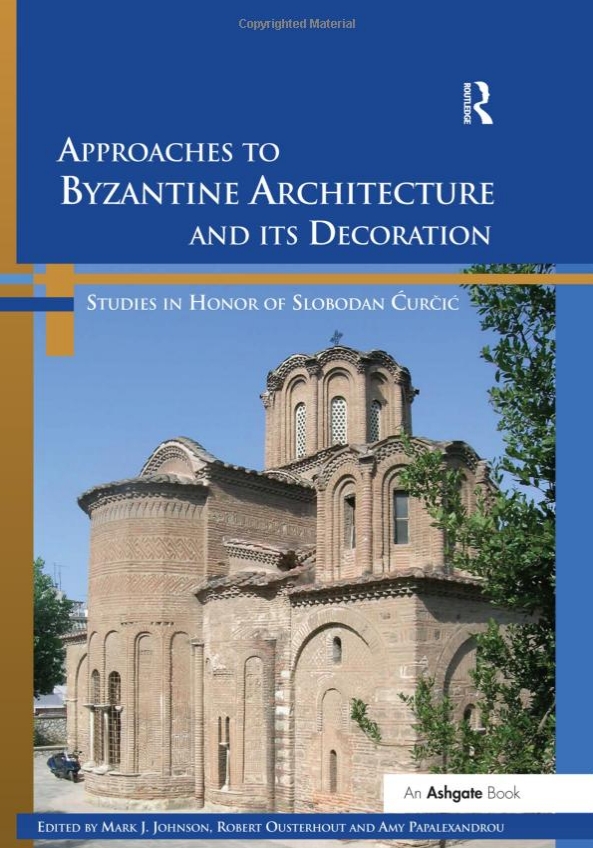 Copyrighted Material
ROUTLEDGE
APPROACHES TO
BYZANTINE ARCHITECTURE
AND ITS DECORATION
STUDIES IN HONOR OF SLOBODAN ĆURČIĆ
An Ashgate Book
EDITED BY MARK J. JOHNSON, ROBERT OUSTERHOUT AND AMY PAPALEXANDROU